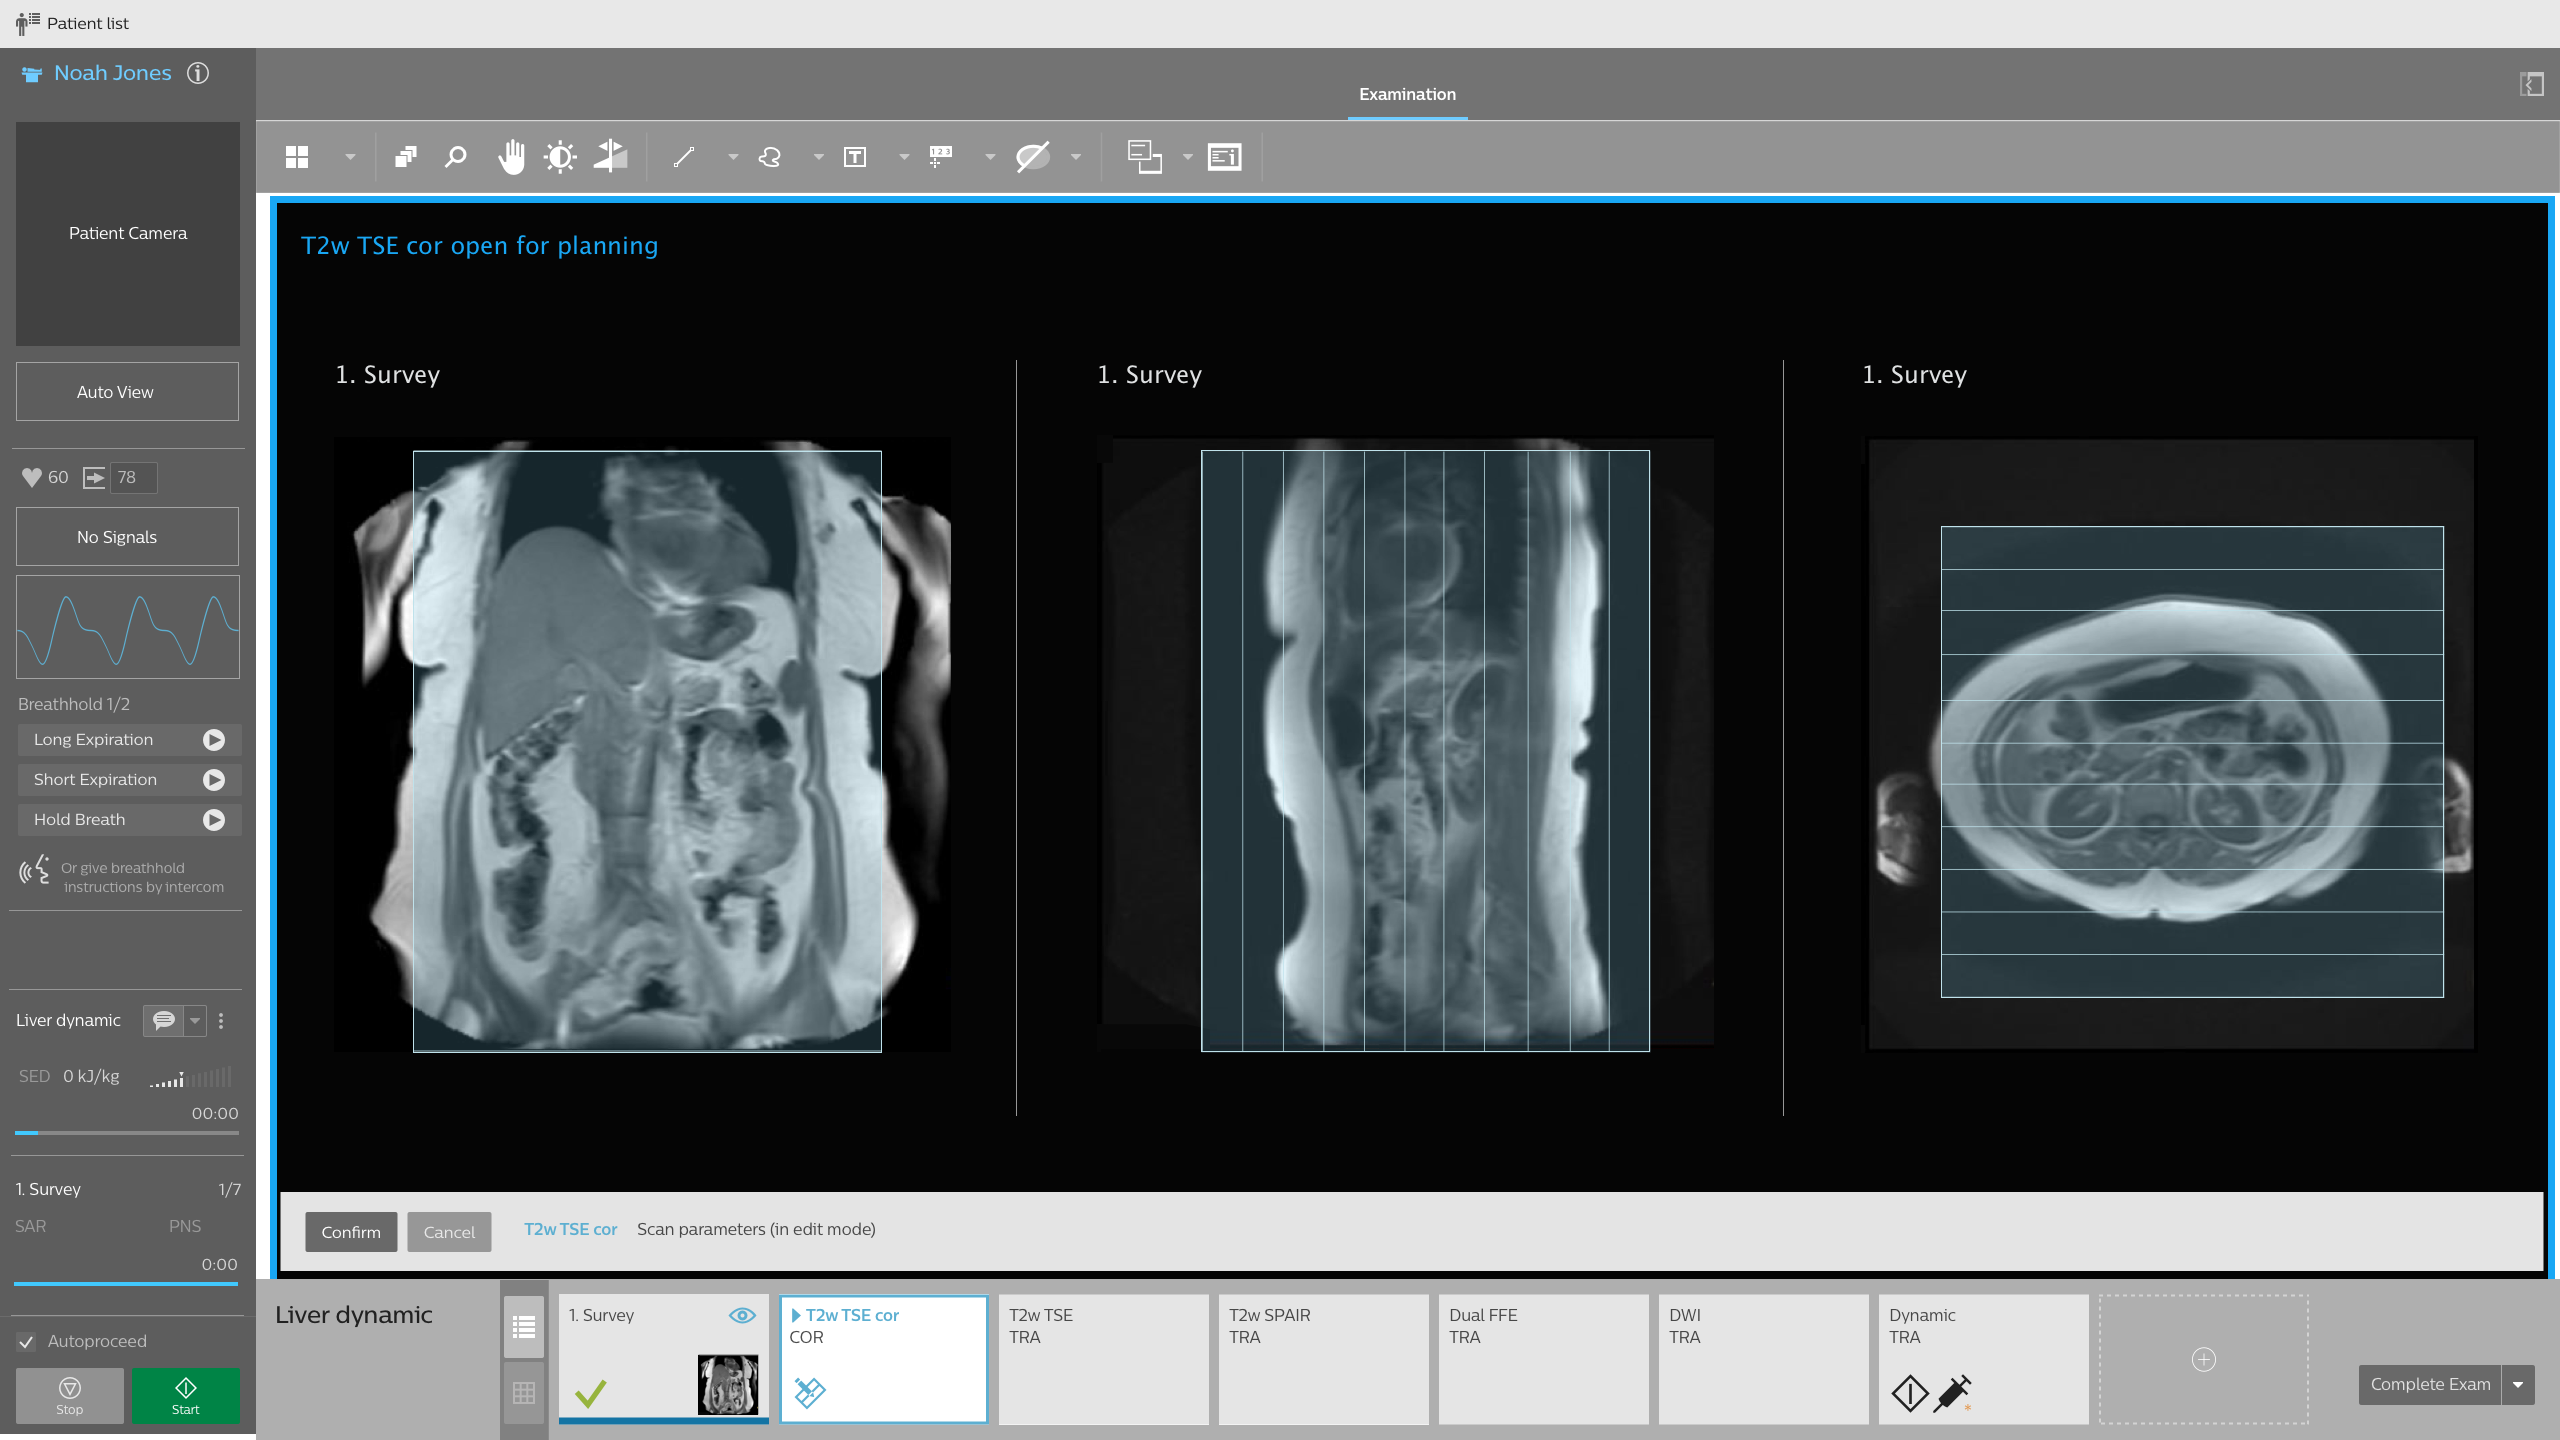 Patient list
Noah Jones
Examination
Patient Camera
Auto View
60
78
No Signals
Breathhold 1/2
Long Expiration
Short Expiration
Hold Breath
Or give breathhold
instructions by intercom
Liver dynamic
SED 0 kJ/kg
00:00
1. Survey 1/7
SAR PNS
0:00
Autoproceed
Stop
Start
T
1 2 3
T2w TSE cor open for planning
1. Survey
1. Survey
1. Survey
Confirm
Cancel
T2w TSE cor Scan parameters (in edit mode)
Liver dynamic
1. Survey
T2w TSE cor
COR
T2w TSE
TRA
T2w SPAIR
TRA
Dual FFE
TRA
DWI
TRA
Dynamic
TRA
Complete Exam